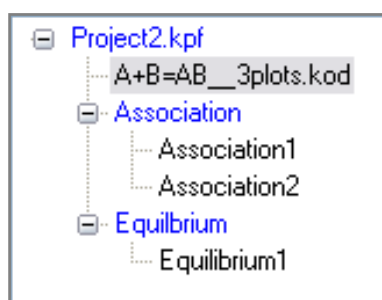 Project2.kpf
A+B=AB__3plots.kod
Association
Association1
Association2
Equilbrium
Equilibrium1